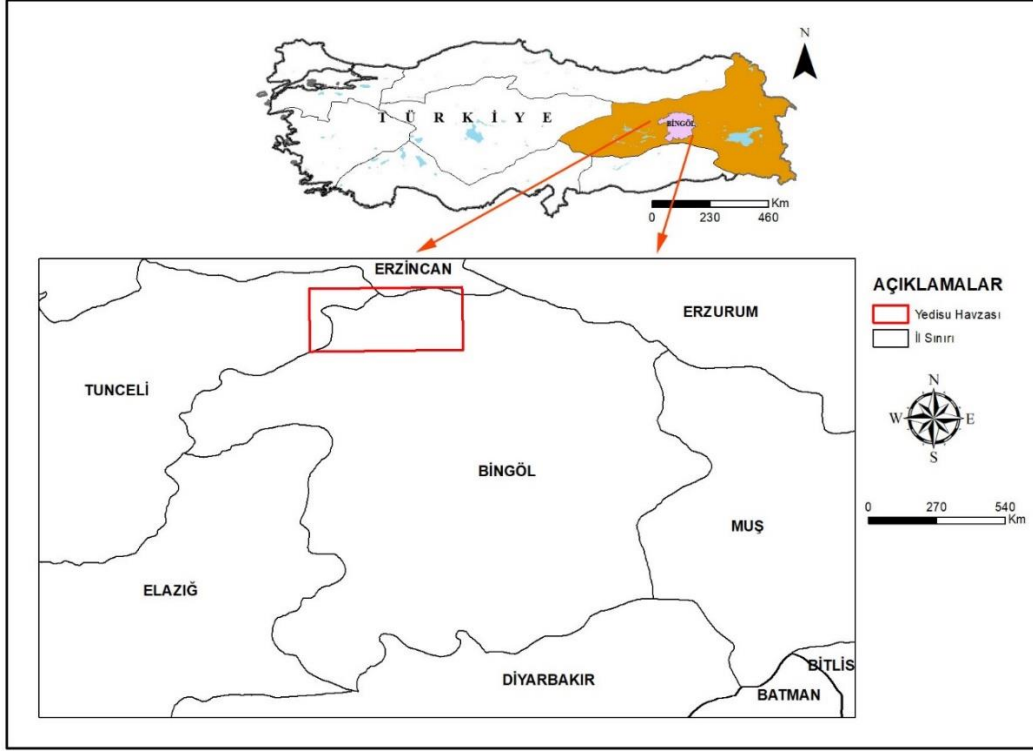 N
T Ü R K İ Y E
BİNGÖL
Km
0 230 460
ERZİNCAN
ERZURUM
TUNCELİ
BİNGÖL
MUŞ
ELAZIĞ
DİYARBAKIR
BİTLİS
BATMAN
AÇIKLAMALAR
Yedisu Havzası
İl Sınırı
N
W E
S
0 270 540
Km